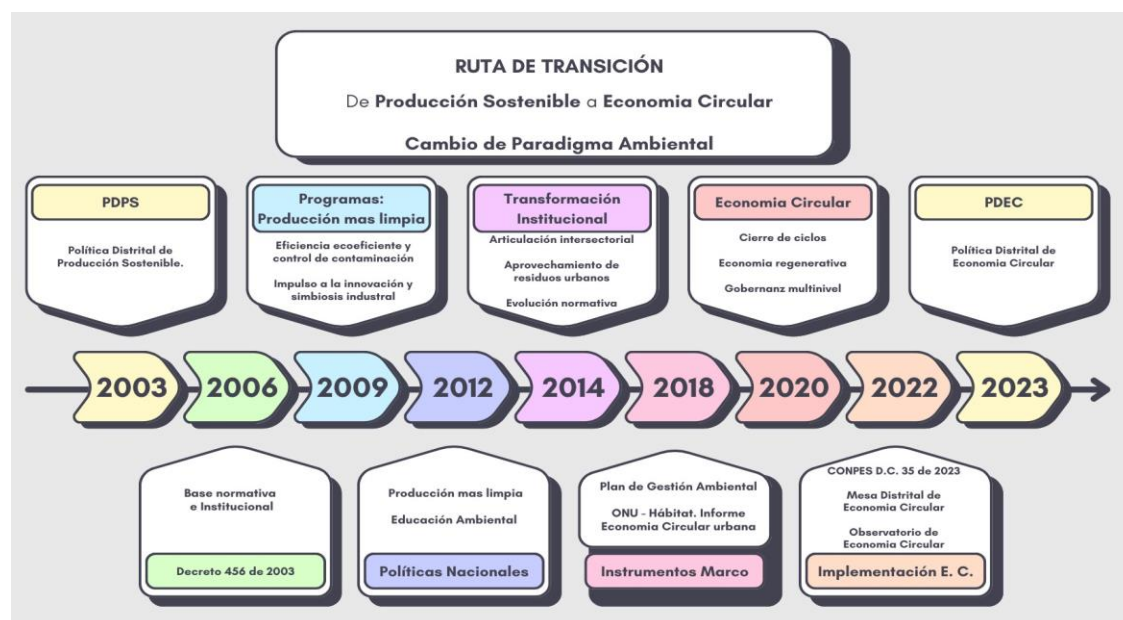 RUTA DE TRANSICIÓN
De Producción Sostenible a Economia Circular
Cambio de Paradigma Ambiental
PDPS
Política Distrital de
Producción Sostenible.
Programas:
Producción mas limpia
Eficiencia ecoeficiente y
control de contaminación
Impulso a la innovación y
simbiosis industral
Transformación
Institucional
Articulación intersectorial
Aprovechamiento de
residuos urbanos
Evolución normativa
Economia Circular
Cierre de ciclos
Economia regenerativa
Gobernanz multinivel
PDEC
Política Distrital de
Economia Circular
2003
2006
2009
2012
2014
2018
2020
2022
2023
Base normativa
e Institucional
Decreto 456 de 2003
Producción mas limpia
Educación Ambiental
Políticas Nacionales
Plan de Gestión Ambiental
ONU - Hábitat. Informe
Economia Circular urbana
Instrumentos Marco
CONPES D.C. 35 de 2023
Mesa Distrital de
Economia Circular
Observatorio de
Economia Circular
Implementación E. C.